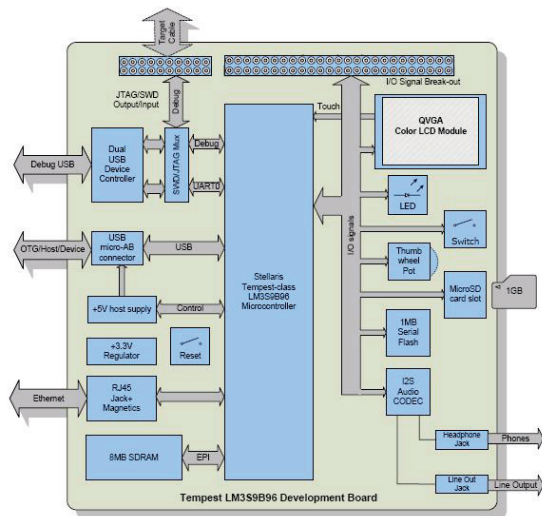 Target
Cable
JTAG/SWD
Output/Input
Debug
I/O Signal Break-out
Touch
QVGA
Color LCD Module
Debug USB
Dual
USB
Device
Controller
SWD/JTAG Mux
Debug
UART0
LED
Switch
I/O signals
OTG/Host/Device
USB
micro-AB
connector
USB
Stellaris
Tempest-class
LM3S9B96
Microcontroller
Thumb
wheel
Pot
MicroSD
card slot
1GB
+5V host supply
Control
+3.3V
Regulator
Reset
1MB
Serial
Flash
Ethernet
RJ45
Jack+
Magnetics
I2S
Audio
CODEC
8MB SDRAM
EPI
Headphone
Jack
Phones
Line Out
Jack
Line Output
Tempest LM3S9B96 Development Board